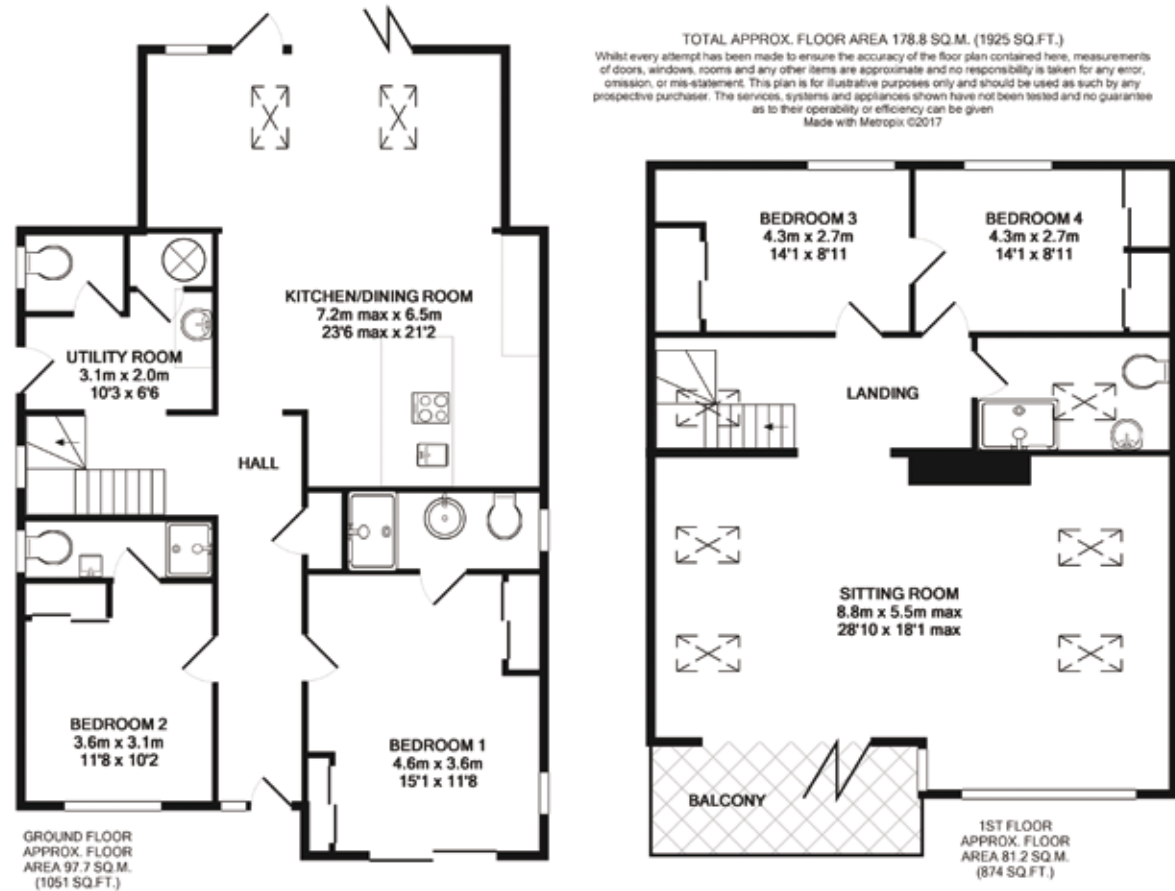 TOTAL APPROX. FLOOR AREA 178.8 SQ.M. (1925 SQ.FT.)
Whilst every attempt has been made to ensure the accuracy of the floor plan contained here, measurements
of doors, windows, rooms and any other items are approximate and no responsibility is taken for any error,
omission, or mis-statement. This plan is for illustrative purposes only and should be used as such by any
prospective purchaser. The services, systems and appliances shown have not been tested and no guarantee
as to their operability or efficiency can be given
Made with Metropix ©2017
KITCHEN/DINING ROOM
7.2m max x 6.5m
23'6 max x 21'2
UTILITY ROOM
3.1m x 2.0m
10'3 x 6'6
HALL
BEDROOM 2
3.6m x 3.1m
11'8 x 10'2
BEDROOM 1
4.6m x 3.6m
15'1 x 11'8
GROUND FLOOR
APPROX. FLOOR
AREA 97.7 SQ.M.
(1051 SQ.FT.)
BEDROOM 3
4.3m x 2.7m
14'1 x 8'11
BEDROOM 4
4.3m x 2.7m
14'1 x 8'11
LANDING
SITTING ROOM
8.8m x 5.5m max
28'10 x 18'1 max
BALCONY
1ST FLOOR
APPROX. FLOOR
AREA 81.2 SQ.M.
(874 SQ.FT.)